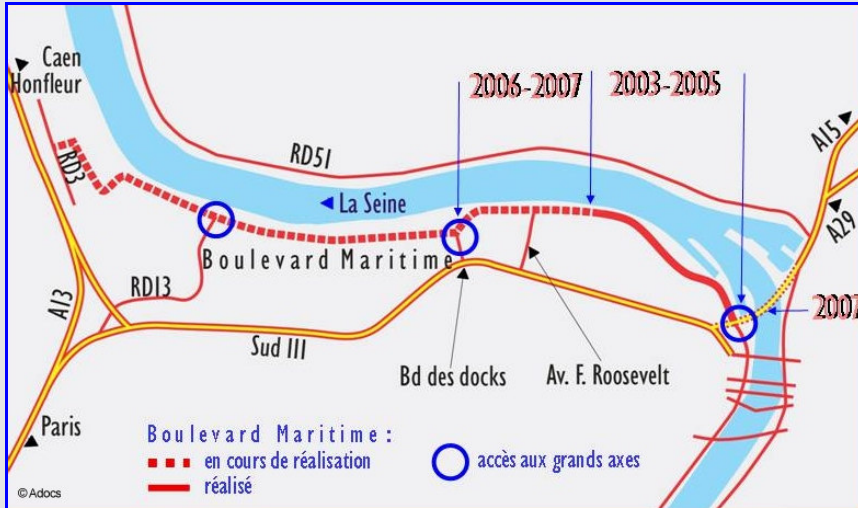 Caen
Honfleur
2006-2007
2003-2005
A15
RD3
RD51
◄ La Seine
A29
Boulevard Maritime
RD13
A13
2007
Sud III
Bd des docks
Av. F. Roosevelt
Paris
Boulevard Maritime :
en cours de réalisation
accès aux grands axes
réalisé
© Adocs